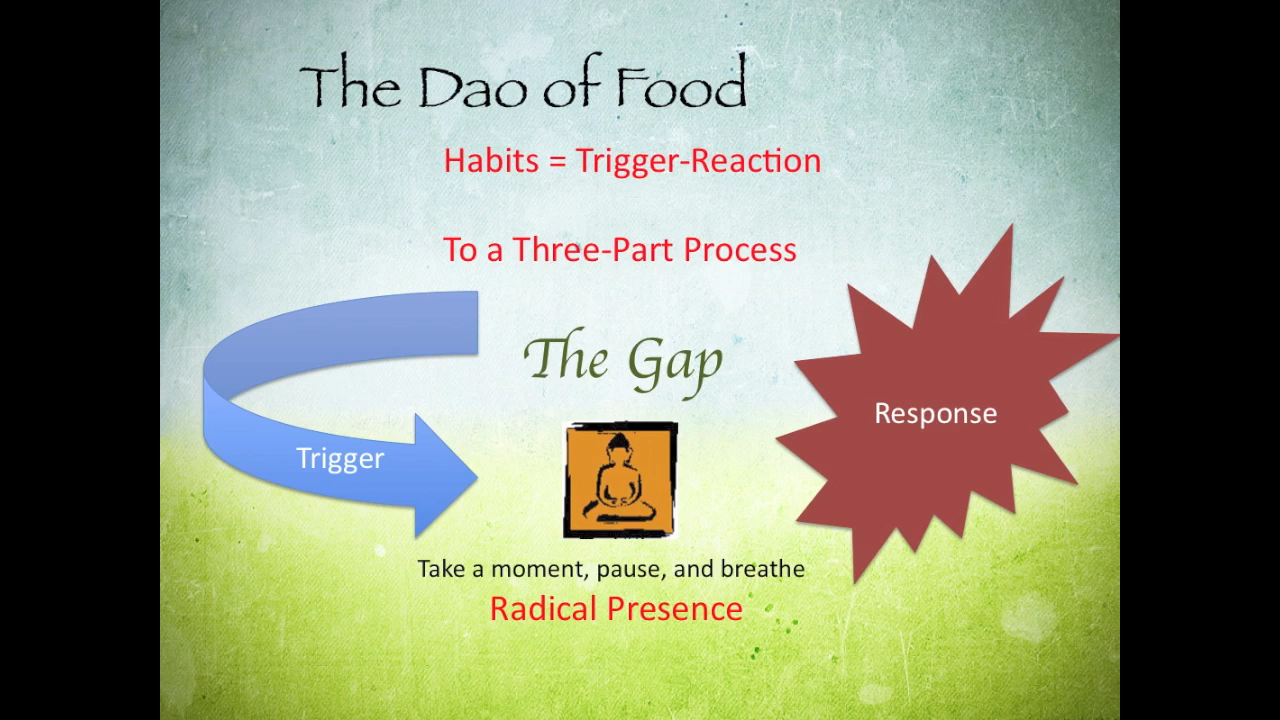 The Dao of Food
Habits = Trigger-Reaction
To a Three-Part Process
The Gap
Trigger
Response
Take a moment, pause, and breathe
Radical Presence